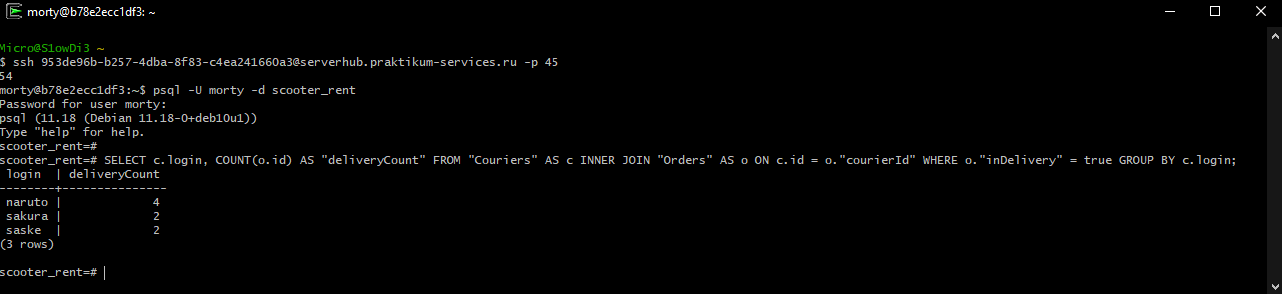 morty@b78e2ecc1df3: ~
Micro@S1owDi3 ~
$ ssh 953de96b-b257-4dba-8f83-c4ea241660a3@serverhub.praktikum-services.ru -p 45
54
morty@b78e2ecc1df3:~$ psql -U morty -d scooter_rent
Password for user morty:
psql (11.18 (Debian 11.18-0+deb10u1))
Type "help" for help.
scooter_rent=#
scooter_rent=# SELECT c.login, COUNT(o.id) AS "deliveryCount" FROM "Couriers" AS c INNER JOIN "Orders" AS o ON c.id = o."courierId" WHERE o."inDelivery" = true GROUP BY c.login;
 login  | deliveryCount
--------+---------------
 naruto |             4
 sakura |             2
 saske  |             2
(3 rows)
scooter_rent=#